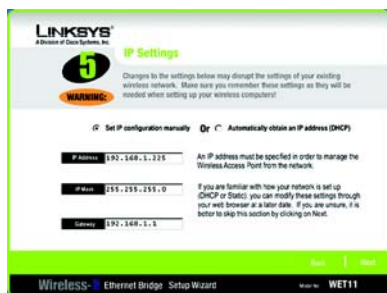 LINKSYS®
A Division of Cisco Systems, Inc.
5
WARNING:
IP Settings
Changes to the settings below may disrupt the settings of your existing
wireless network. Make sure you remember these settings as they will be
needed when setting up your wireless computers!
Set IP configuration manually Or Automatically obtain an IP address (DHCP)
IP Address 192.168.1.225
An IP address must be specified in order to manage the
Wireless Access Point from the network.
IP Mask 255.255.255.0
If you are familiar with how your network is set up
(DHCP or Static), you can modify these settings through
your web browser at a later date. If you are unsure, it is
better to skip this section by clicking on Next.
Gateway 192.168.1.1
Back Next
Wireless-B Ethernet Bridge Setup Wizard Model No WET11